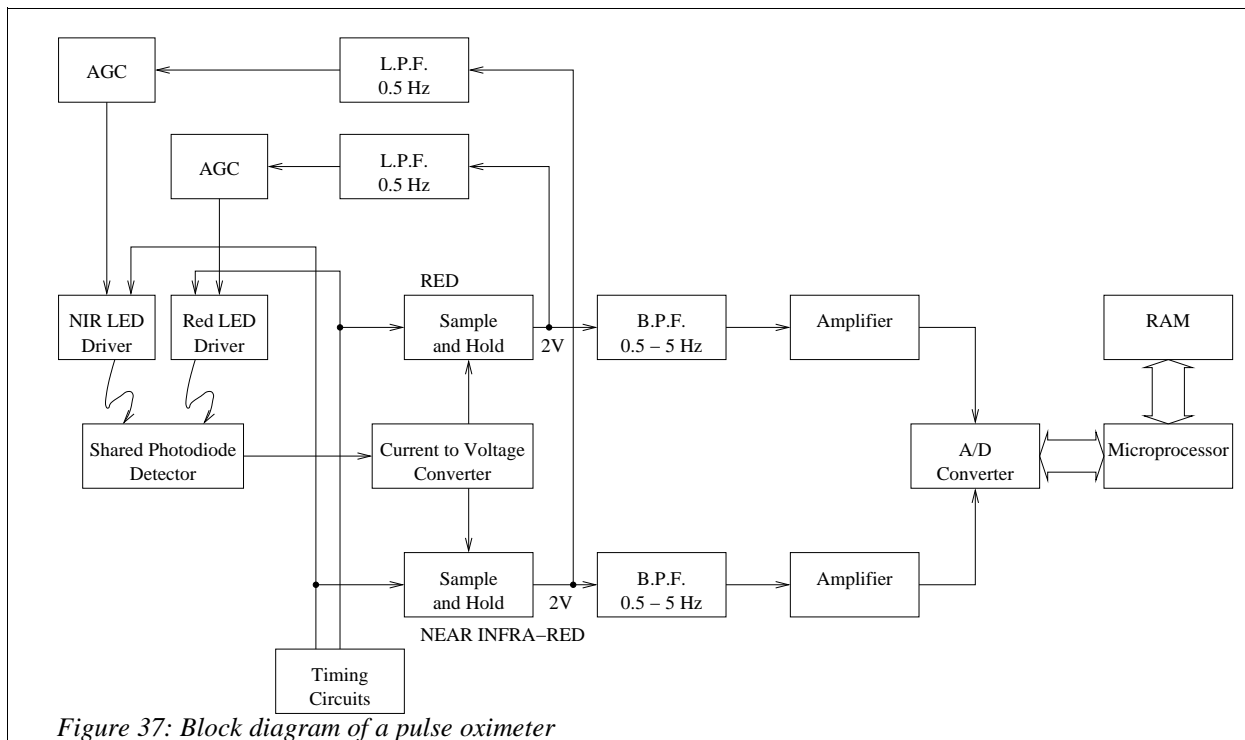 AGC
L.P.F.
0.5 Hz
AGC
L.P.F.
0.5 Hz
RED
NIR LED
Driver
Red LED
Driver
Sample
and Hold
2V
B.P.F.
0.5 – 5 Hz
Amplifier
RAM
Shared Photodiode
Detector
Current to Voltage
Converter
A/D
Converter
Microprocessor
Sample
and Hold
2V
B.P.F.
0.5 – 5 Hz
Amplifier
NEAR INFRA–RED
Timing
Circuits
Figure 37: Block diagram of a pulse oximeter